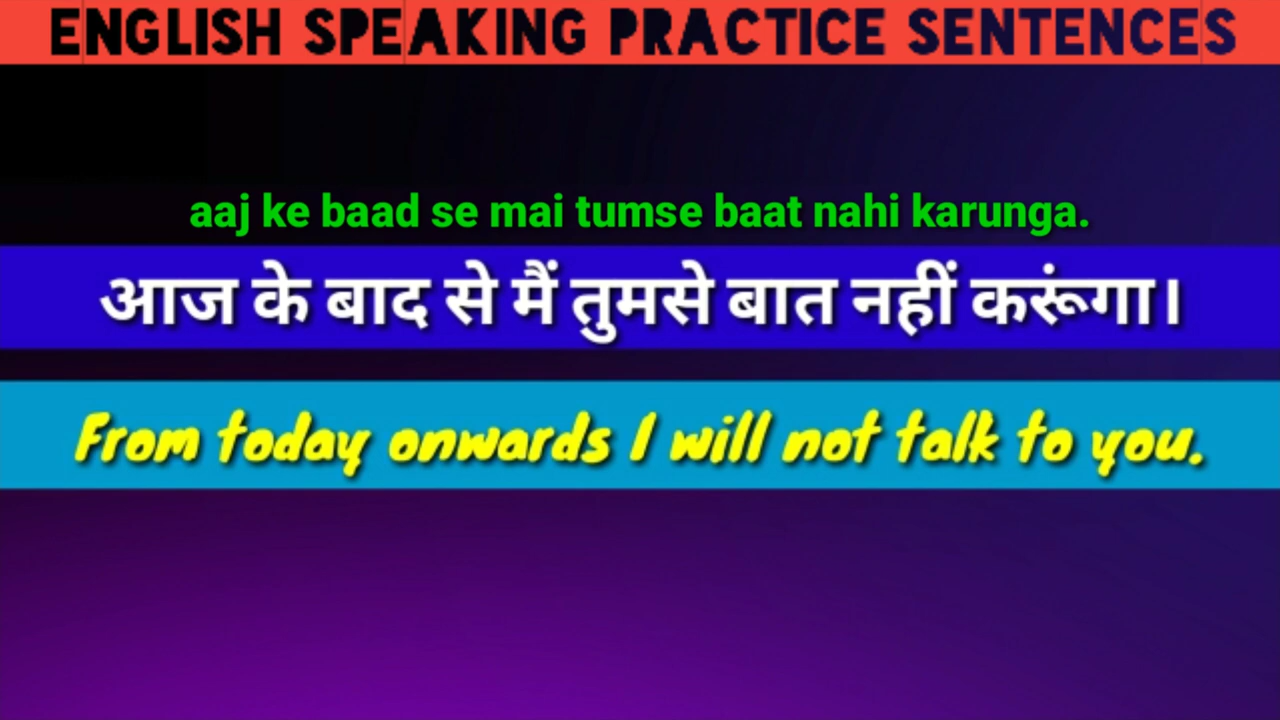 ENGLISH SPEAKING PRACTICE SENTENCES
aaj ke baad se mai tumse baat nahi karunga.
आज के बाद से मैं तुमसे बात नहीं करूंगा।
From today onwards I will not talk to you.